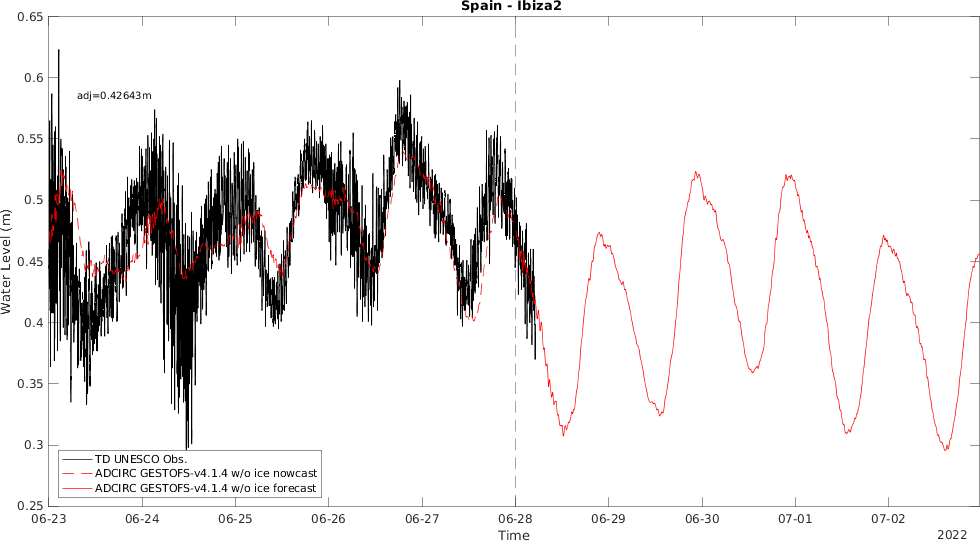 Spain - Ibiza2
0.65
0.6
0.55
0.5
0.45
0.4
0.35
0.3
0.25
Water Level (m)
adj=0.42643m
TD UNESCO Obs.
ADCIRC GESTOFS-v4.1.4 w/o ice nowcast
ADCIRC GESTOFS-v4.1.4 w/o ice forecast
06-23 06-24 06-25 06-26 06-27 06-28 06-29 06-30 07-01 07-02
Time
2022